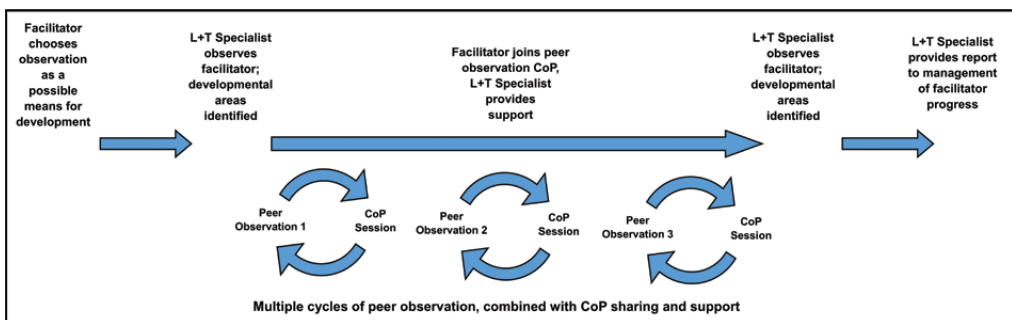 Facilitator
chooses
observation
as a
possible
means for
development
L+T Specialist
observes
facilitator;
developmental
areas
identified
Facilitator joins peer
observation CoP,
L+T Specialist
provides
support
L+T Specialist
observes
facilitator;
developmental
areas
identified
L+T Specialist
provides report
to management
of facilitator
progress
Peer
Observation 1
CoP
Session
Peer
Observation 2
CoP
Session
Peer
Observation 3
CoP
Session
Multiple cycles of peer observation, combined with CoP sharing and support